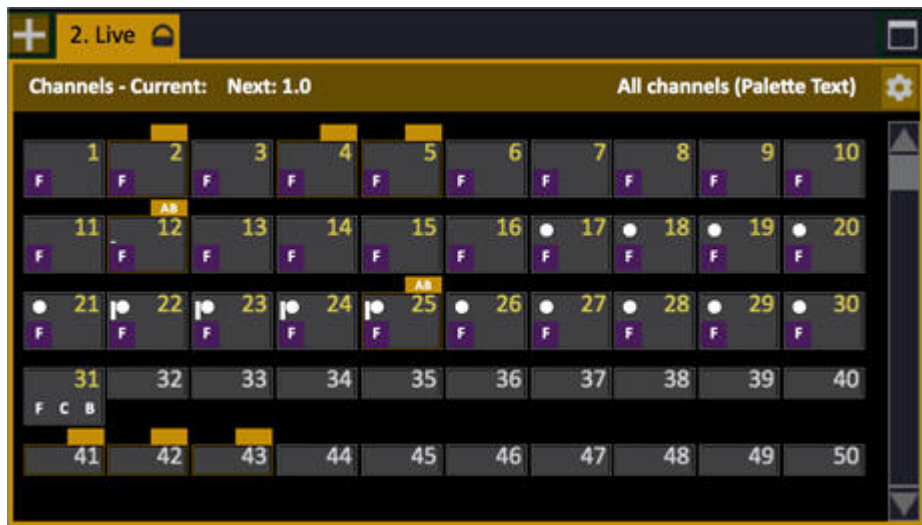 2. Live
Channels - Current: Next: 1.0 All channels (Palette Text)
1 2 3 4 5 6 7 8 9 10
F F F F F F F F F F
AB
11 12 13 14 15 16 17 18 19 20
F F F F F F F F F F
AB
21 22 23 24 25 26 27 28 29 30
F F F F F F F F F F
31 32 33 34 35 36 37 38 39 40
F C B
41 42 43 44 45 46 47 48 49 50